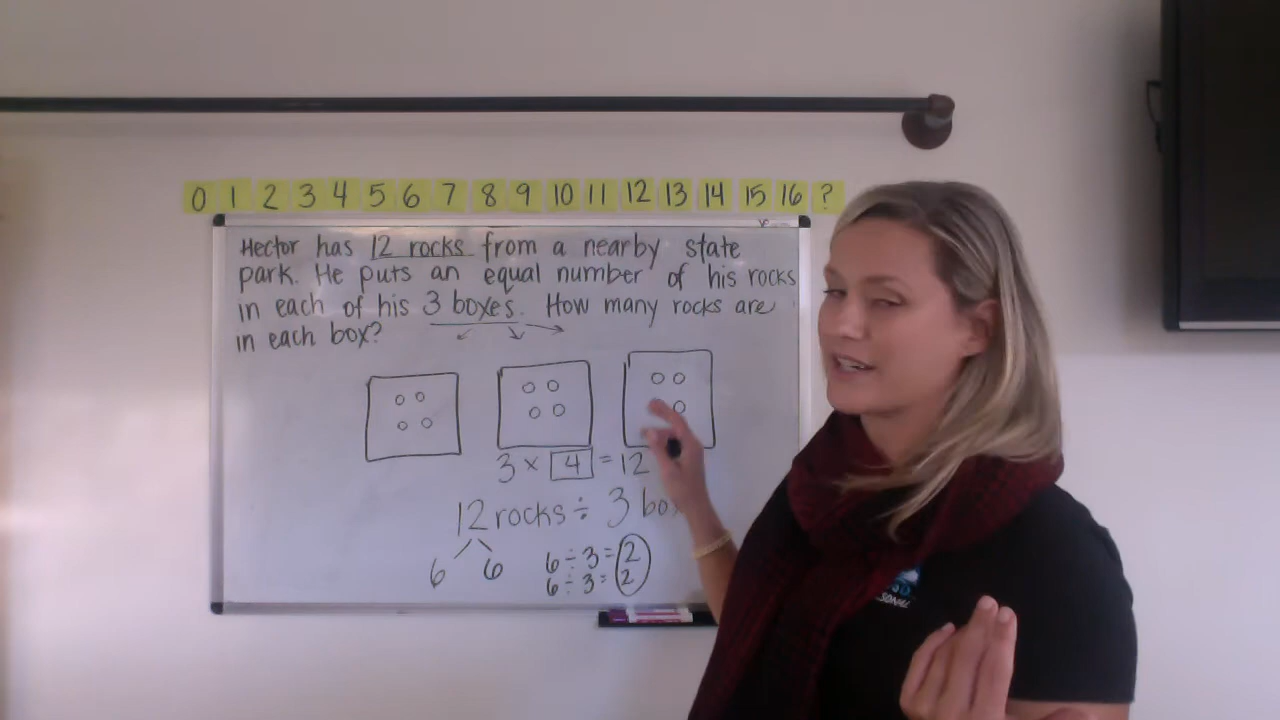 0 1 2 3 4 5 6 7 8 9 10 11 12 13 14 15 16 ?
Hector has 12 rocks from a nearby state
park. He puts an equal number of his rocks
in each of his 3 boxes. How many rocks are
in each box?
3 × 4 = 12
12 rocks ÷ 3
6 6
6 ÷ 3 = 2
6 ÷ 3 = 2